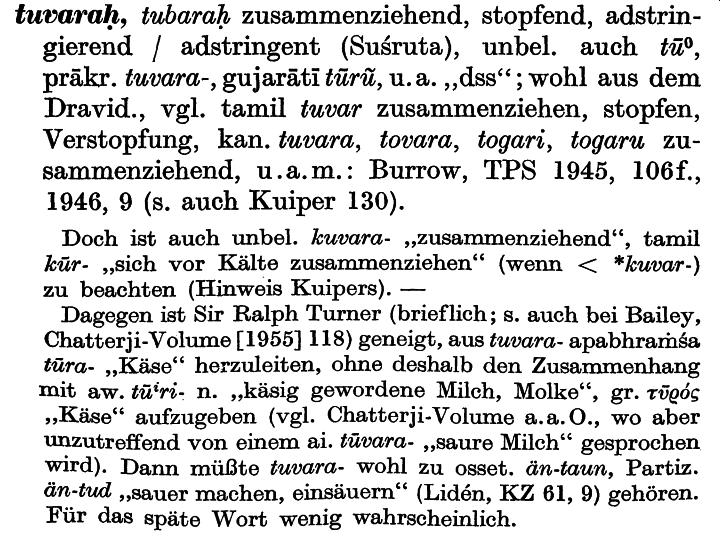 tuvaraḥ, tubaraḥ zusammenziehend, stopfend, adstrin-
gierend / adstringent (Suśruta), unbel. auch tū⁰,
prākr. tuvara-, gujarātī tūrũ, u. a. ,,dss“; wohl aus dem
Dravid., vgl. tamil tuvar zusammenziehen, stopfen,
Verstopfung, kan. tuvara, tovara, togari, togaru zu-
sammenziehend, u. a. m.: Burrow, TPS 1945, 106f.,
1946, 9 (s. auch Kuiper 130).
Doch ist auch unbel. kuvara- ,,zusammenziehend“, tamil
kūr- ,,sich vor Kälte zusammenziehen“ (wenn < *kuvar-)
zu beachten (Hinweis Kuipers). —
Dagegen ist Sir Ralph Turner (brieflich; s. auch bei Bailey,
Chatterji-Volume [1955] 118) geneigt, aus tuvara- apabhraṁśa
tūra- ,,Käse“ herzuleiten, ohne deshalb den Zusammenhang
mit aw. tūⁱri- n. ,,käsig gewordene Milch, Molke“, gr. τῡρός
,,Käse“ aufzugeben (vgl. Chatterji-Volume a. a. O., wo aber
unzutreffend von einem ai. tūvara- ,,saure Milch“ gesprochen
wird). Dann müßte tuvara- wohl zu osset. än-taun, Partiz.
än-tud ,,sauer machen, einsäuern“ (Lidén, KZ 61, 9) gehören.
Für das späte Wort wenig wahrscheinlich.